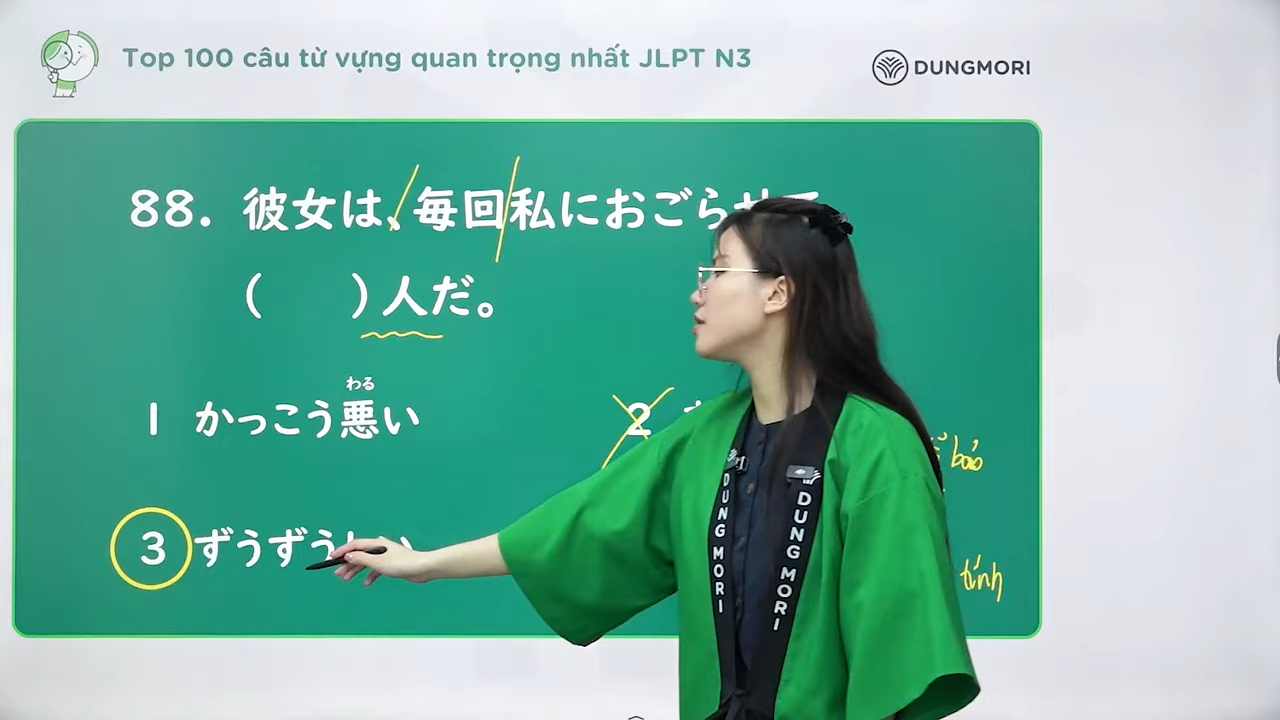 Top 100 câu từ vựng quan trọng nhất JLPT N3
DUNGMORI
88. 彼女は、毎回私におごらせて
(　　)人だ。
わる
1 かっこう悪い
2
bảo
3 ずうずうしい
tính
DUNG MORI
DUNG MORI